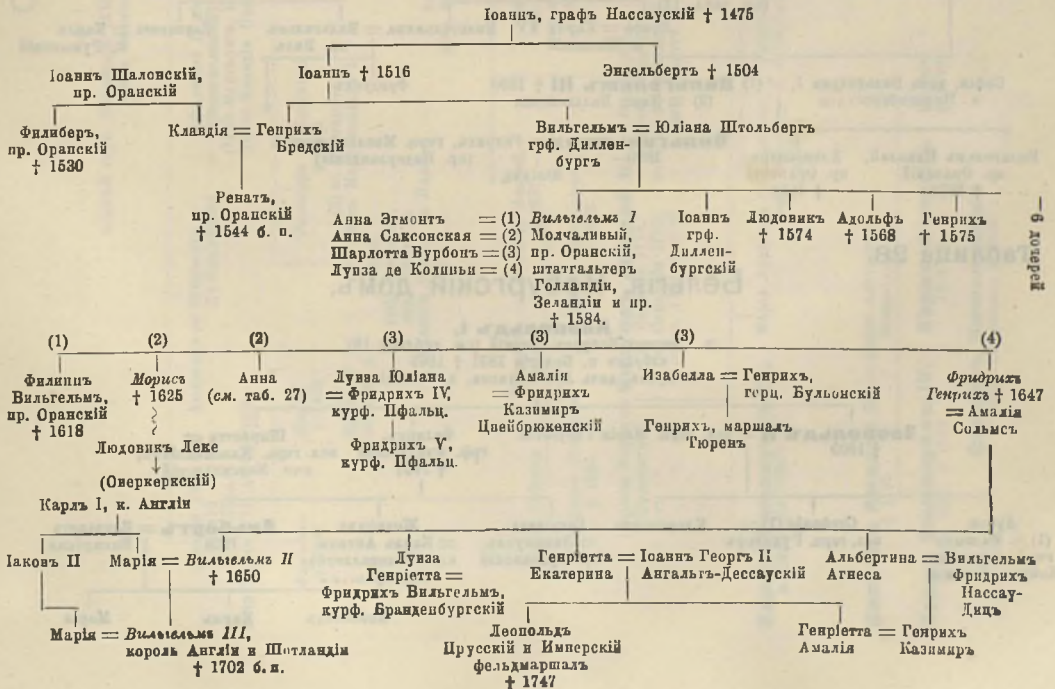 Іоаннъ, графъ Нассаускій † 1475
Іоаннъ Шаловскій,
пр. Оранскій
Іоаннъ † 1516
Энгельбертъ † 1504
Филиберъ,
пр. Оранскій
† 1530
Клавдія = Генрихъ
Бредскій
Вильгельмъ = Юліана Штольбергъ
грф. Диллен-
бургъ
Ренатъ,
пр. Оранскій
† 1544 б. п.
Анна Эгмонтъ = (1)
Анна Саксонская = (2)
Шарлотта Бурбонъ = (3)
Луиза де Колиньи = (4)
Вильгельмъ I
Молчаливый,
пр. Оранскій,
штатгальтеръ
Голландіи,
Зеландіи и пр.
† 1584.
Іоаннъ
грф.
Диллен-
бургскій
Людовикъ
† 1574
Адольфъ
† 1568
Генрихъ
† 1575
— 6 дочерей
(1) (2) (2) (3) (3) (3) (4)
Филиппъ
Вильгельмъ,
пр. Оранскій
† 1618
Морисъ
† 1625
Людовикъ Леке
(Оверкеркскій)
Анна
(см. таб. 27)
Луиза Юліана
= Фридрихъ IV,
курф. Пфальц.
Фридрихъ V,
курф. Пфальц.
Амалія
= Фридрихъ
Казимиръ
Цвейбрюкенскій
Изабелла = Генрихъ,
герц. Бульонскій
Генрихъ, маршалъ
Тюренъ
Фридрихъ
Генрихъ † 1647
= Амалія
Сольмсъ
Карлъ I, к. Англіи
Іаковъ II
Марія = Вильгельмъ II
† 1650
Луиза
Генріетта =
Фридрихъ Вильгельмъ,
курф. Бранденбургскій
Генріетта = Іоаннъ Георгъ II
Екатерина Ангальтъ-Дессаускій
Альбертина = Вильгельмъ
Агнеса Фридрихъ
Нассау-
Дицъ
Марія = Вильгельмъ III,
король Англіи и Шотландіи
† 1702 б. п.
Леопольдъ
Прусскій и Имперскій
фельдмаршалъ
† 1747
Генріетта = Генрихъ
Амалія Казимиръ